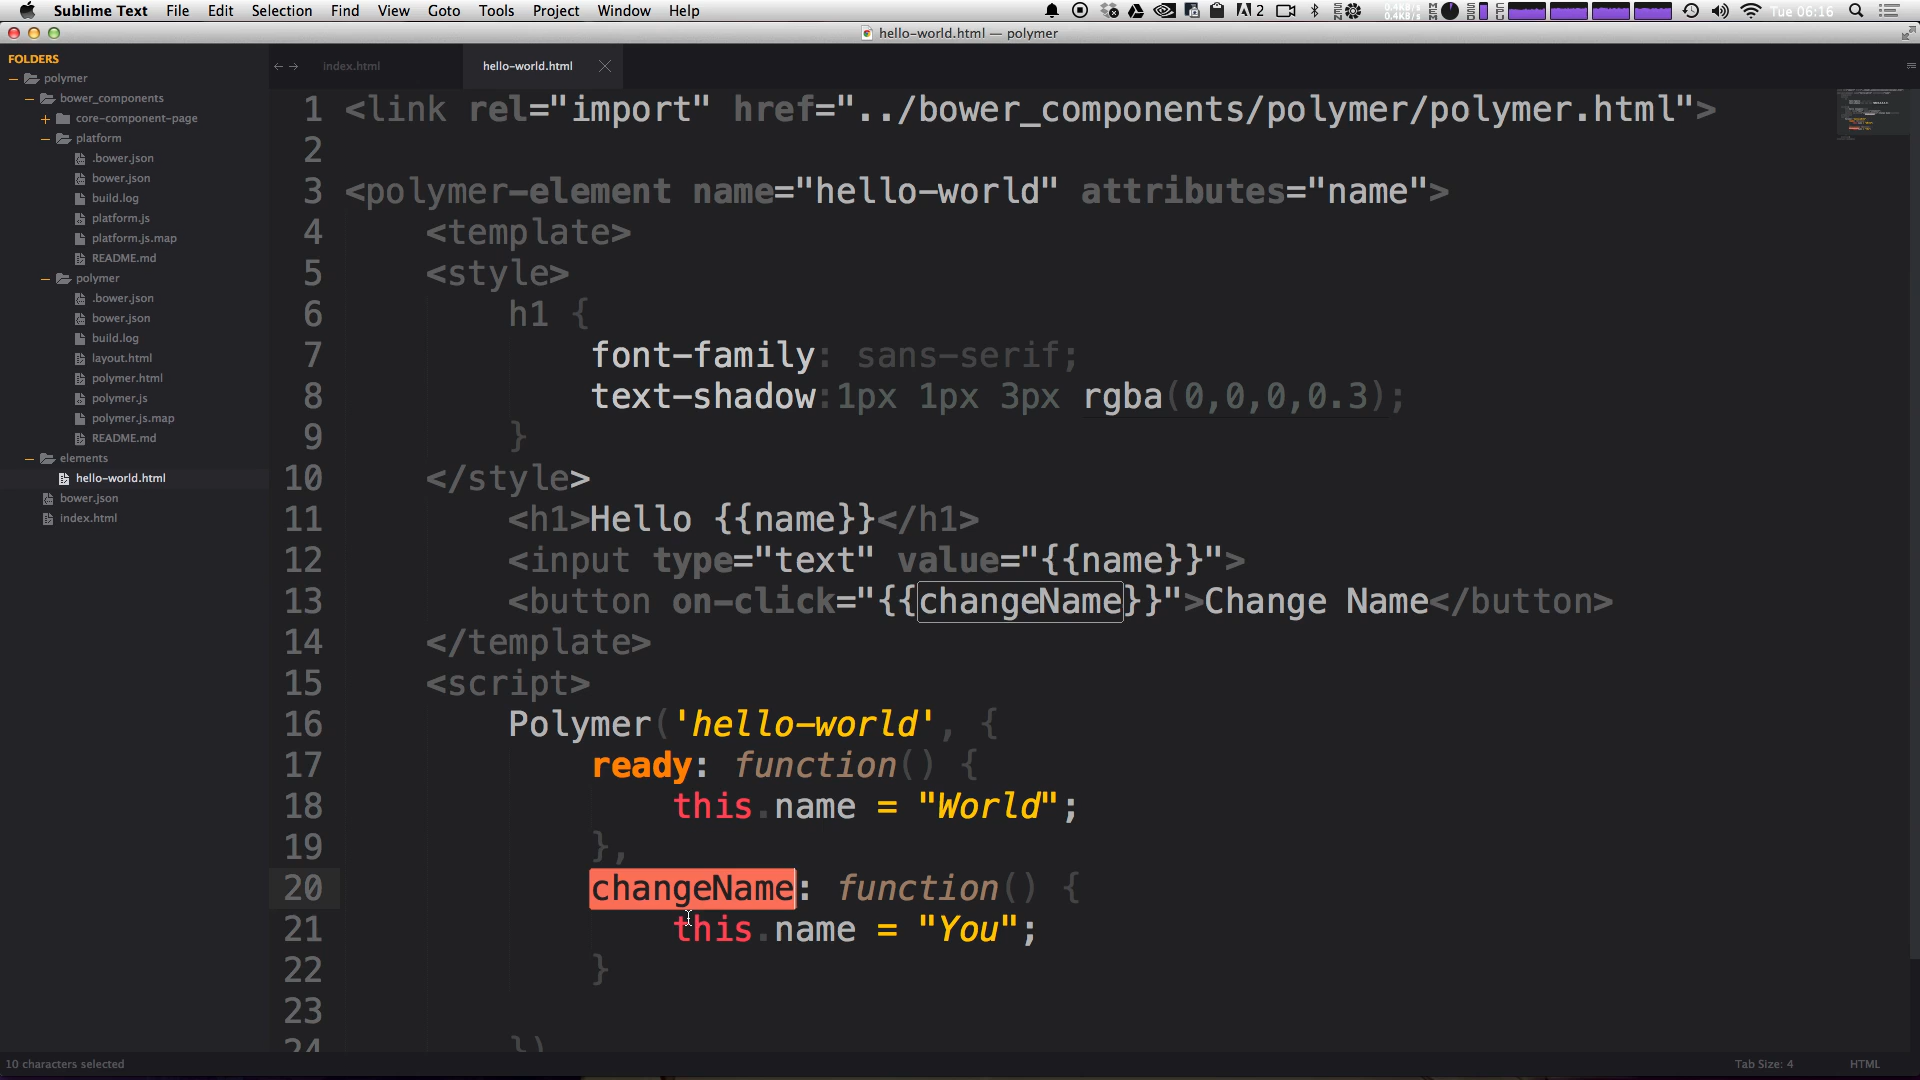 Sublime Text File Edit Selection Find View Goto Tools Project Window Help
2 Tue 06:16
hello-world.html — polymer
FOLDERS
polymer
bower_components
core-component-page
platform
.bower.json
bower.json
build.log
platform.js
platform.js.map
README.md
polymer
.bower.json
bower.json
build.log
layout.html
polymer.html
polymer.js
polymer.js.map
README.md
elements
hello-world.html
bower.json
index.html
index.html hello-world.html
1 <link rel="import" href="../bower_components/polymer/polymer.html">
2
3 <polymer-element name="hello-world" attributes="name">
4 <template>
5 <style>
6 h1 {
7 font-family: sans-serif;
8 text-shadow:1px 1px 3px rgba(0,0,0,0.3);
9 }
10 </style>
11 <h1>Hello {{name}}</h1>
12 <input type="text" value="{{name}}">
13 <button on-click="{{changeName}}">Change Name</button>
14 </template>
15 <script>
16 Polymer('hello-world', {
17 ready: function() {
18 this.name = "World";
19 },
20 changeName: function() {
21 this.name = "You";
22 }
23
24 })
10 characters selected
Tab Size: 4 HTML